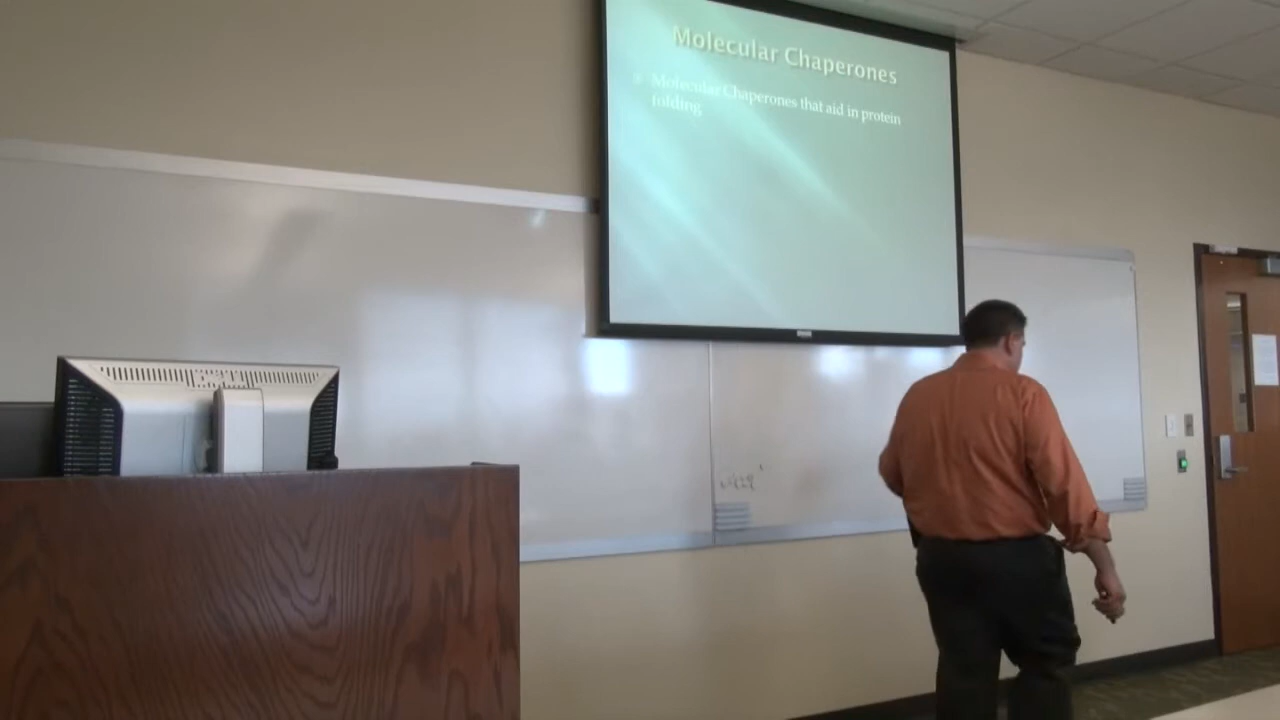 Molecular Chaperones
Molecular Chaperones that aid in protein
folding